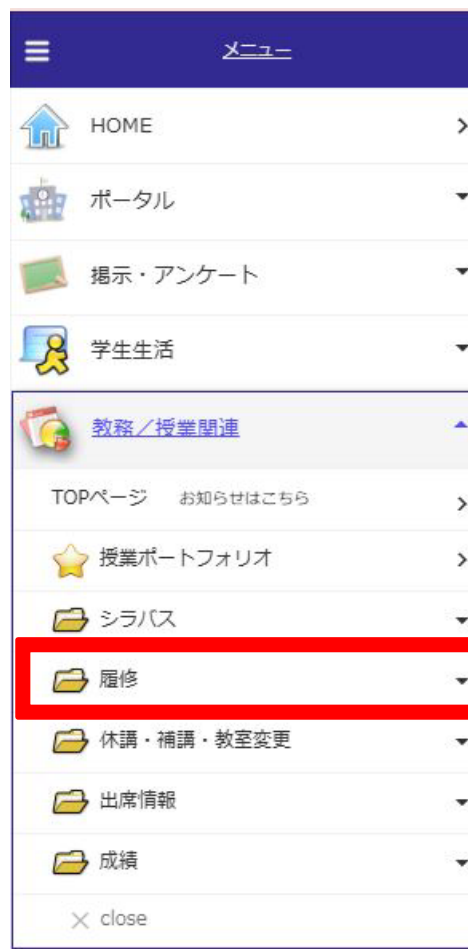 メニュー
HOME
ポータル
掲示・アンケート
学生生活
教務／授業関連
TOPページ お知らせはこちら
授業ポートフォリオ
シラバス
履修
休講・補講・教室変更
出席情報
成績
× close